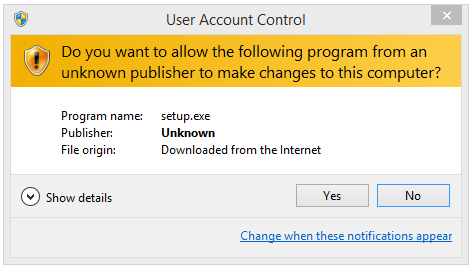 User Account Control
Do you want to allow the following program from an
unknown publisher to make changes to this computer?
Program name: setup.exe
Publisher: Unknown
File origin: Downloaded from the Internet
Show details
Yes No
Change when these notifications appear